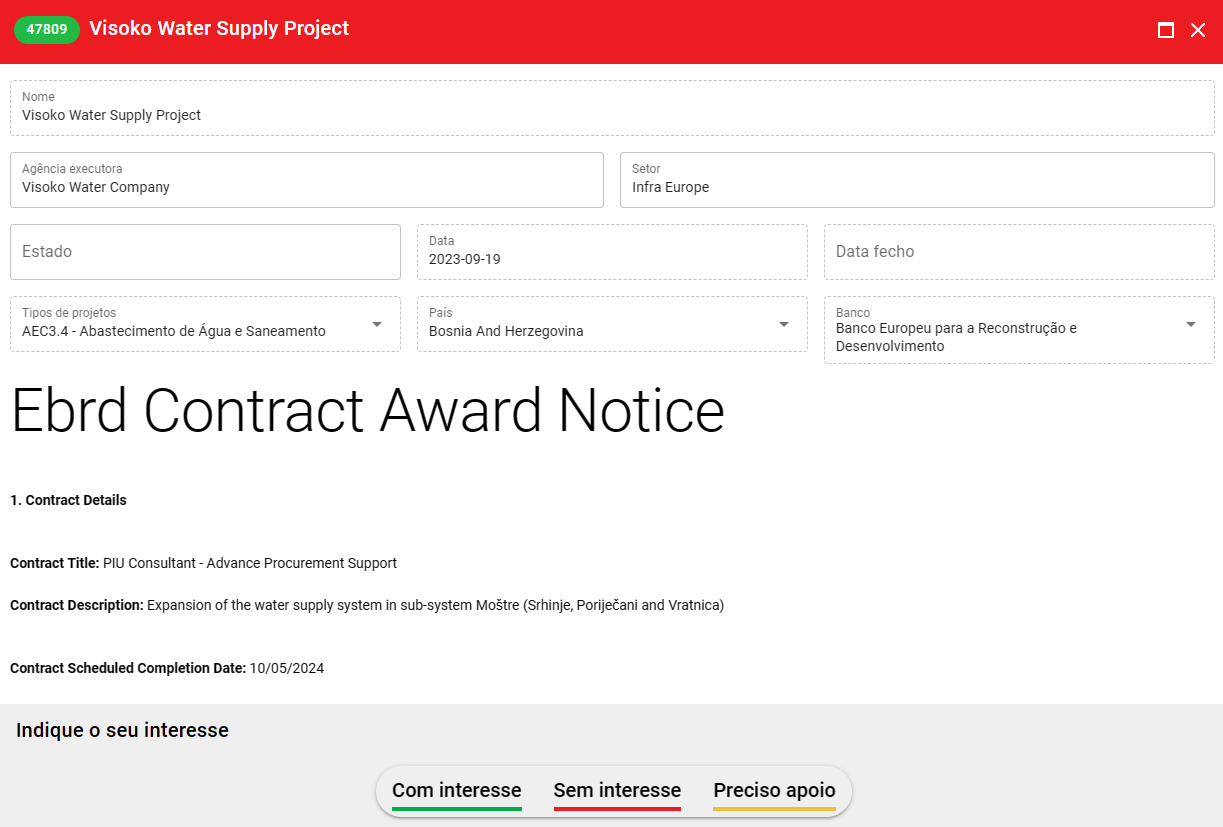 47809 Visoko Water Supply Project
Nome
Visoko Water Supply Project
Agência executora
Visoko Water Company
Setor
Infra Europe
Estado
Data
2023-09-19
Data fecho
Tipos de projetos
AEC3.4 - Abastecimento de Água e Saneamento
País
Bosnia And Herzegovina
Banco
Banco Europeu para a Reconstrução e
Desenvolvimento
Ebrd Contract Award Notice
1. Contract Details
Contract Title: PIU Consultant - Advance Procurement Support
Contract Description: Expansion of the water supply system in sub-system Moštre (Srhinje, Poriječani and Vratnica)
Contract Scheduled Completion Date: 10/05/2024
Indique o seu interesse
Com interesse Sem interesse Preciso apoio